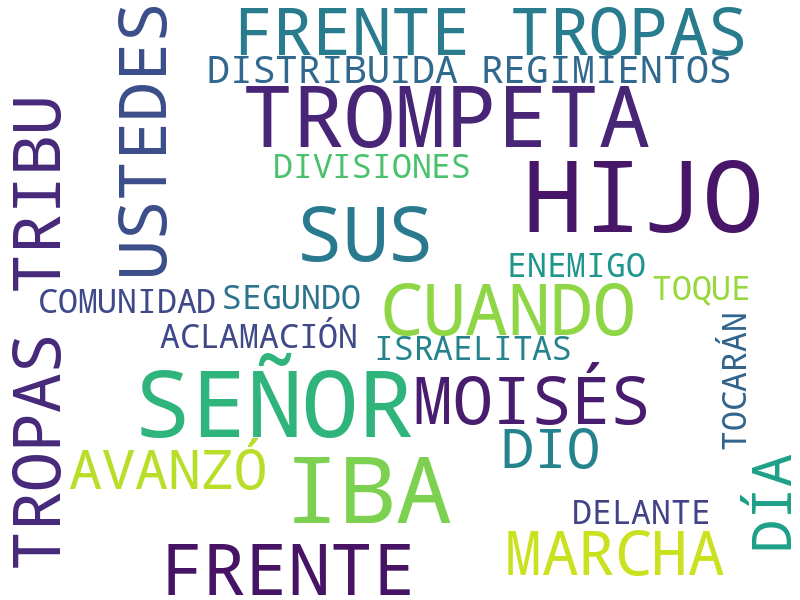 FRENTE TROPAS
DISTRIBUIDA REGIMIENTOS
TROMPETA
USTEDES
DIVISIONES
HIJO
TROPAS TRIBU
SUS
ENEMIGO
TOQUE
COMUNIDAD
SEGUNDO
CUANDO
ACLAMACIÓN
ISRAELITAS
TOCARÁN
SEÑOR
MOISÉS
DIO
AVANZÓ
IBA
DÍA
DELANTE
MARCHA
FRENTE